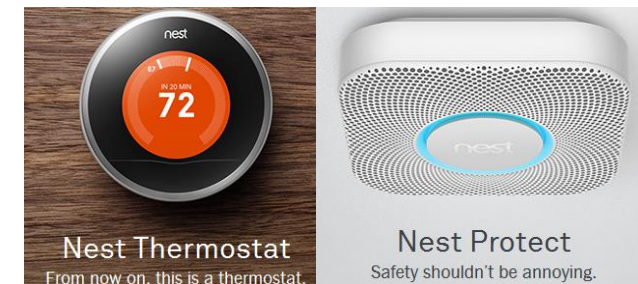 nest
IN 20 MIN
72
Nest Thermostat
From now on, this is a thermostat.
nest
Nest Protect
Safety shouldn't be annoying.